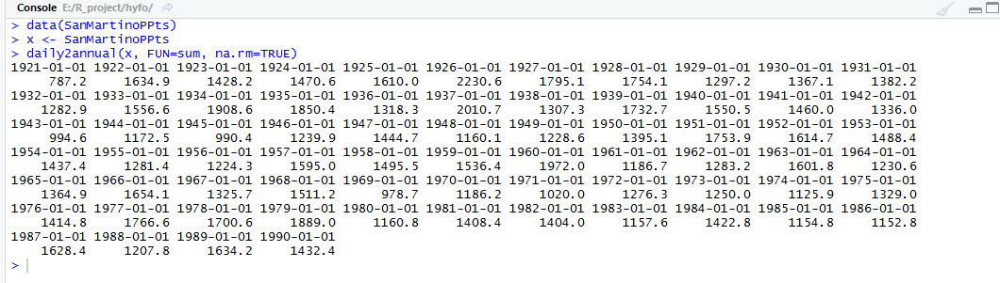 Console E:/R_project/hyfo/
> data(SanMartinoPPts)
> x <- SanMartinoPPts
> daily2annual(x, FUN=sum, na.rm=TRUE)
1921-01-01 1922-01-01 1923-01-01 1924-01-01 1925-01-01 1926-01-01 1927-01-01 1928-01-01 1929-01-01 1930-01-01 1931-01-01
787.2 1634.9 1428.2 1470.6 1610.0 2230.6 1795.1 1754.1 1297.2 1367.1 1382.2
1932-01-01 1933-01-01 1934-01-01 1935-01-01 1936-01-01 1937-01-01 1938-01-01 1939-01-01 1940-01-01 1941-01-01 1942-01-01
1282.9 1556.6 1908.6 1850.4 1318.3 2010.7 1307.3 1732.7 1550.5 1460.0 1336.0
1943-01-01 1944-01-01 1945-01-01 1946-01-01 1947-01-01 1948-01-01 1949-01-01 1950-01-01 1951-01-01 1952-01-01 1953-01-01
994.6 1172.5 990.4 1239.9 1444.7 1160.1 1228.6 1395.1 1753.9 1614.7 1488.4
1954-01-01 1955-01-01 1956-01-01 1957-01-01 1958-01-01 1959-01-01 1960-01-01 1961-01-01 1962-01-01 1963-01-01 1964-01-01
1437.4 1281.4 1224.3 1595.0 1495.5 1536.4 1972.0 1186.7 1283.2 1601.8 1230.6
1965-01-01 1966-01-01 1967-01-01 1968-01-01 1969-01-01 1970-01-01 1971-01-01 1972-01-01 1973-01-01 1974-01-01 1975-01-01
1364.9 1654.1 1325.7 1511.2 978.7 1186.2 1020.0 1276.3 1250.0 1125.9 1329.0
1976-01-01 1977-01-01 1978-01-01 1979-01-01 1980-01-01 1981-01-01 1982-01-01 1983-01-01 1984-01-01 1985-01-01 1986-01-01
1414.8 1766.6 1700.6 1889.0 1160.8 1408.4 1404.0 1157.6 1422.8 1154.8 1152.8
1987-01-01 1988-01-01 1989-01-01 1990-01-01
1628.4 1207.8 1634.2 1432.4
>